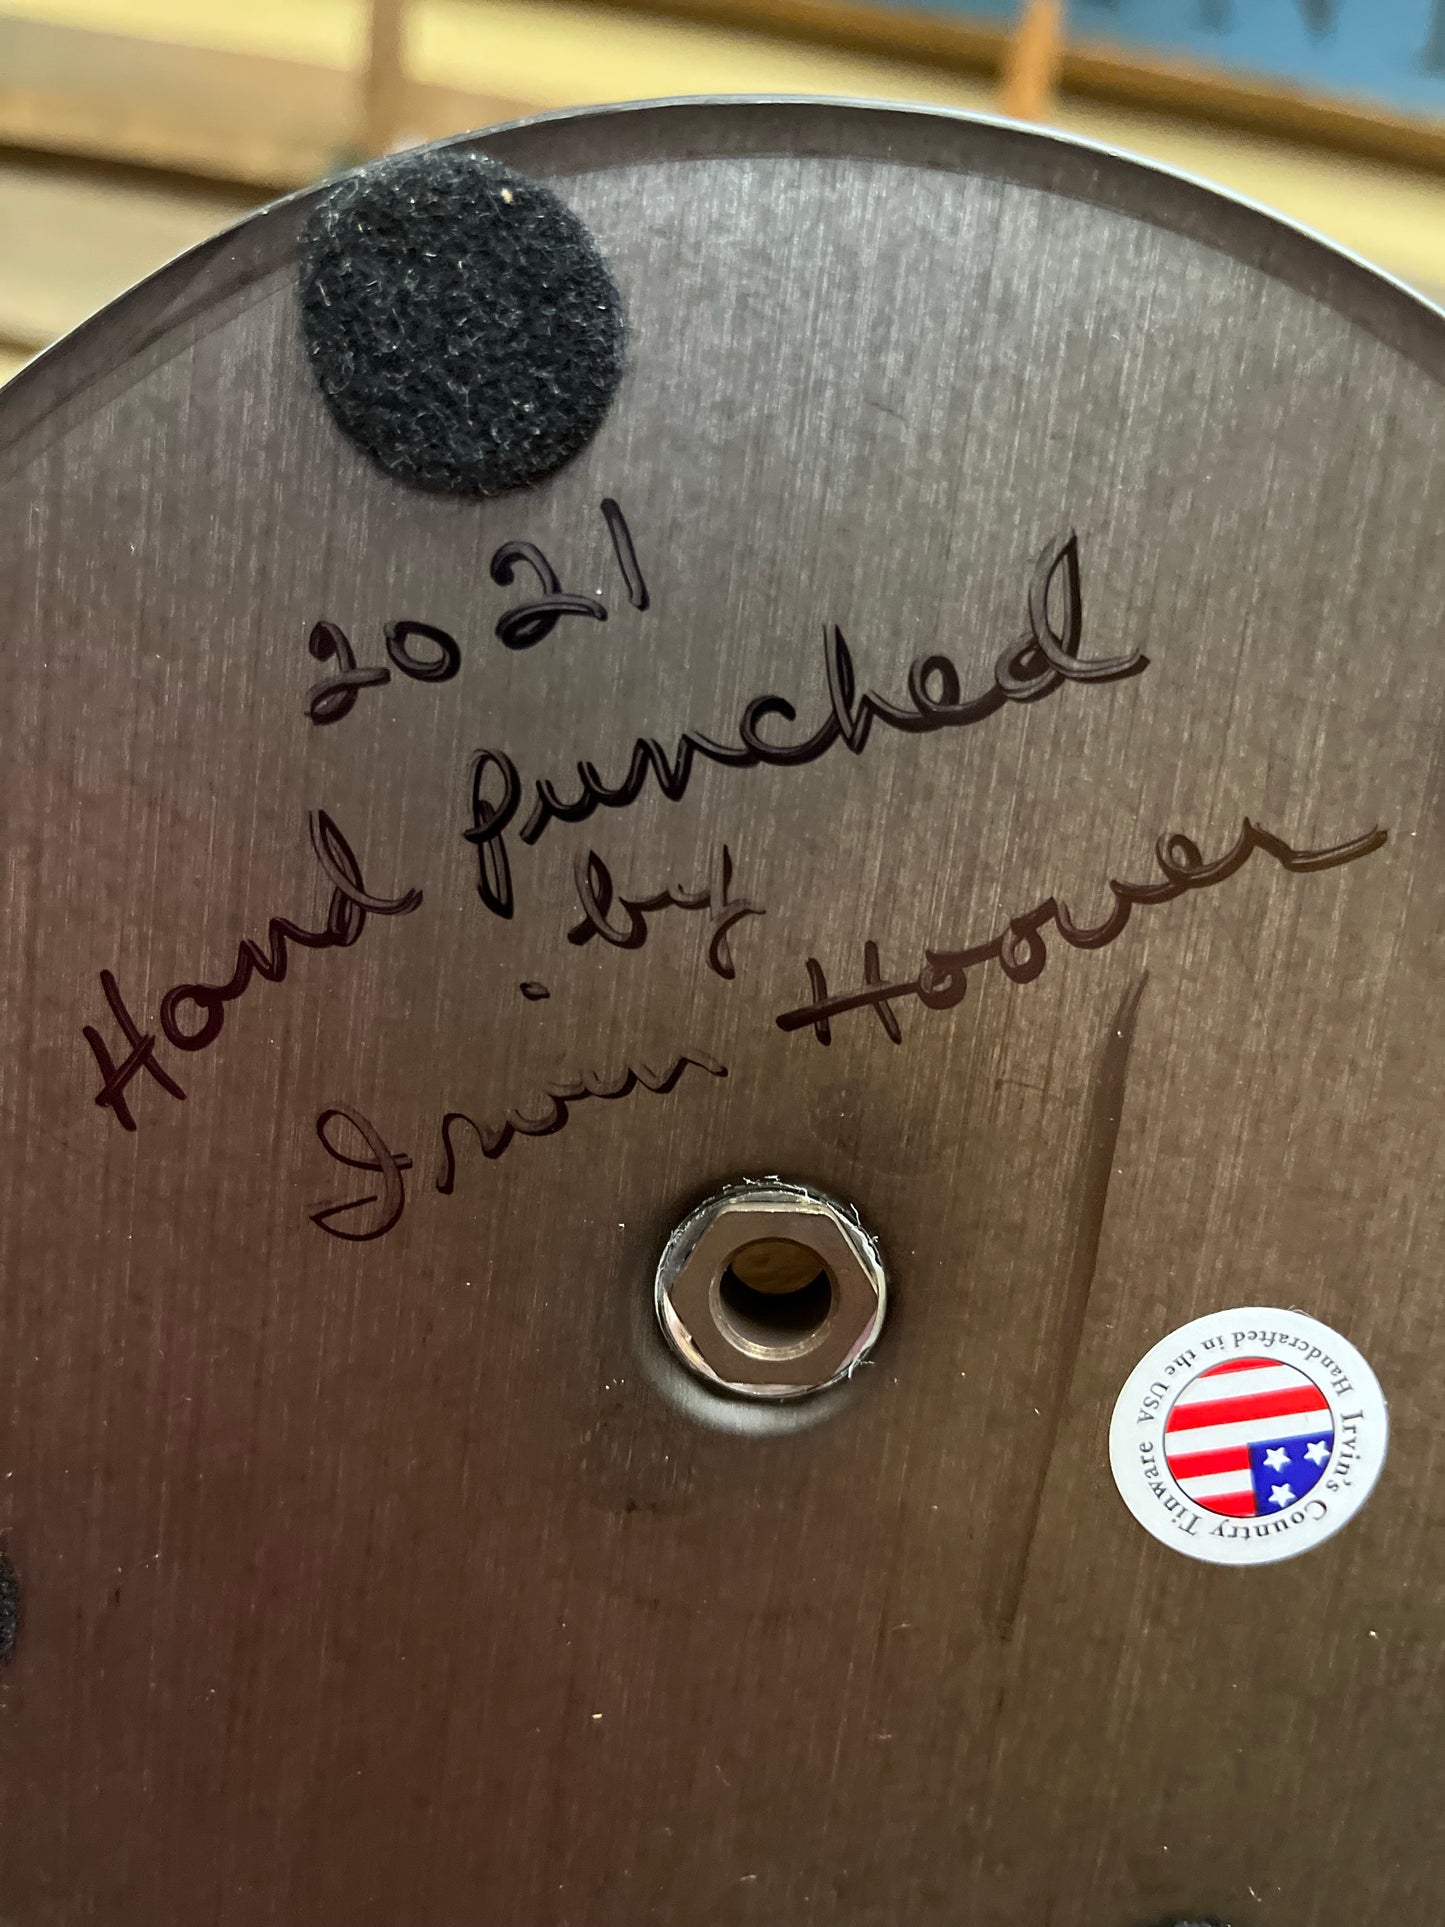 2021
Hand punched
by
Irvin Hoover
Irvin's Country Tinware
Handcrafted in the USA